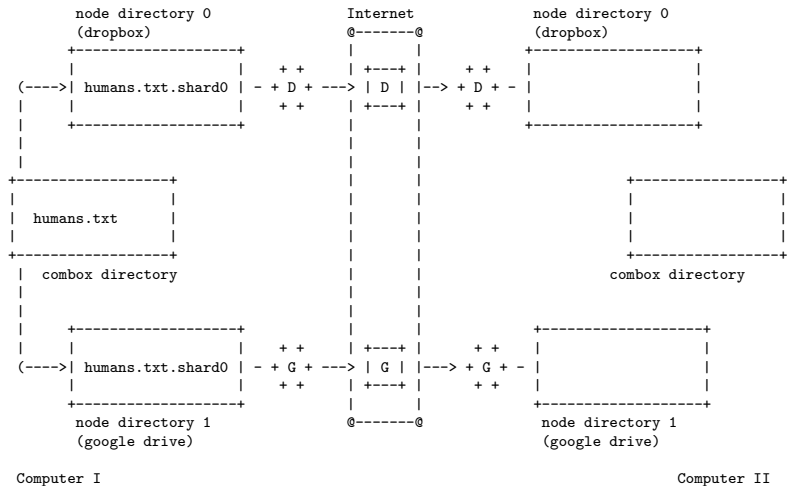 node directory 0 Internet node directory 0
(dropbox) (dropbox)
humans.txt.shard0 D D D
humans.txt
combox directory combox directory
humans.txt.shard0 G G G
node directory 1 node directory 1
(google drive) (google drive)
Computer I Computer II